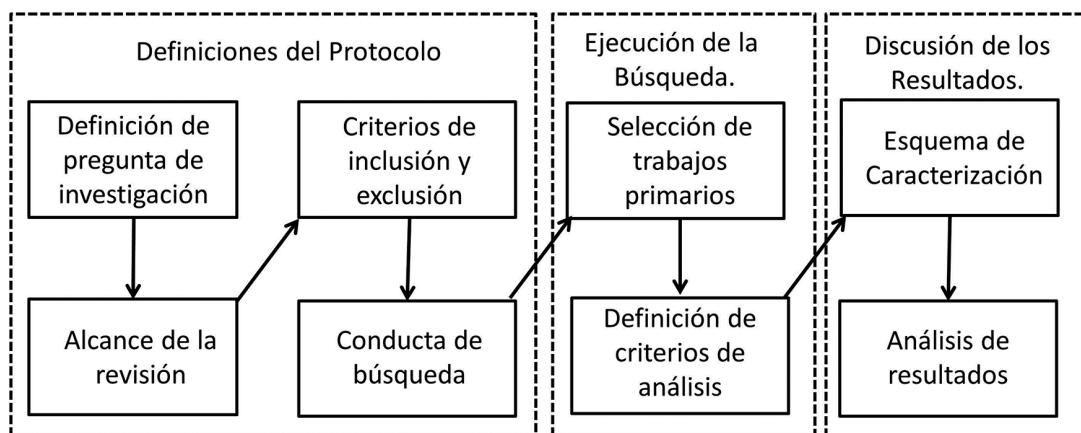 Definiciones del Protocolo
Definición de
pregunta de
investigación
Alcance de la
revisión
Criterios de
inclusión y
exclusión
Conducta de
búsqueda
Ejecución de la
Búsqueda.
Selección de
trabajos
primarios
Definición de
criterios de
análisis
Discusión de los
Resultados.
Esquema de
Caracterización
Análisis de
resultados